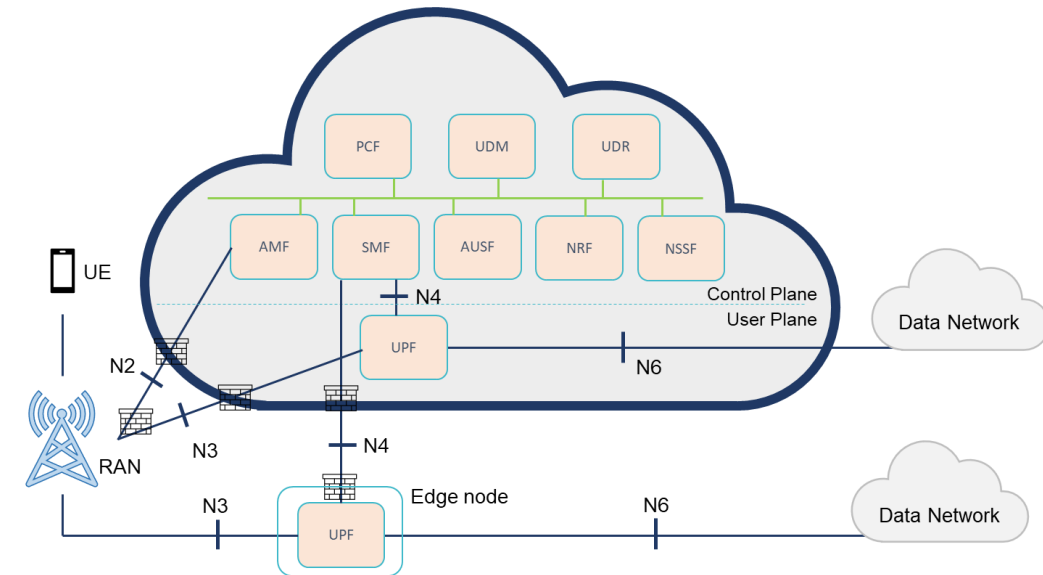 PCF
UDM
UDR
AMF
SMF
AUSF
NRF
NSSF
UE
N4
Control Plane
User Plane
Data Network
UPF
N6
N2
N3
RAN
N4
Edge node
N3
UPF
N6
Data Network